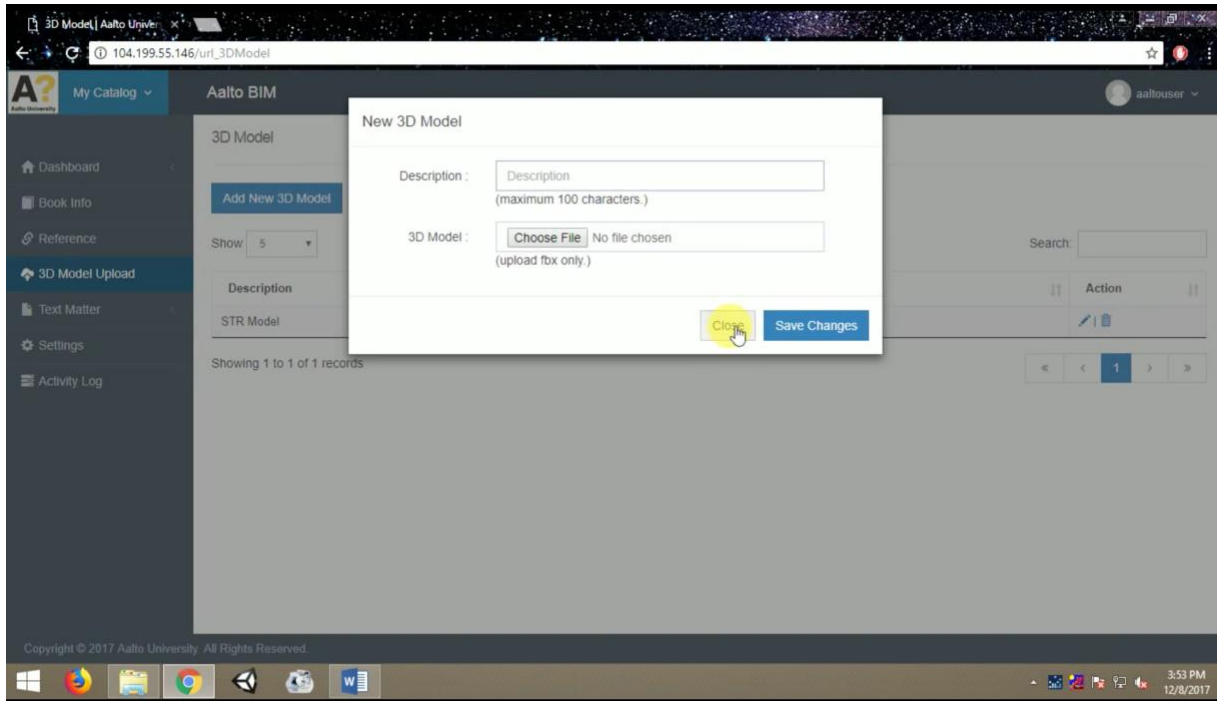 3D Model | Aalto Univer
104.199.55.146/url_3DModel
A?
Aalto University
My Catalog
Aalto BIM
aaltouser
3D Model
New 3D Model
Description :
Description
(maximum 100 characters.)
3D Model :
Choose File No file chosen
(upload fbx only.)
Close
Save Changes
Dashboard
Book Info
Reference
3D Model Upload
Text Matter
Settings
Activity Log
Add New 3D Model
Show 5
Search:
Description
Action
STR Model
|
Showing 1 to 1 of 1 records
« < 1 > »
Copyright © 2017 Aalto University. All Rights Reserved.
3:53 PM
12/8/2017